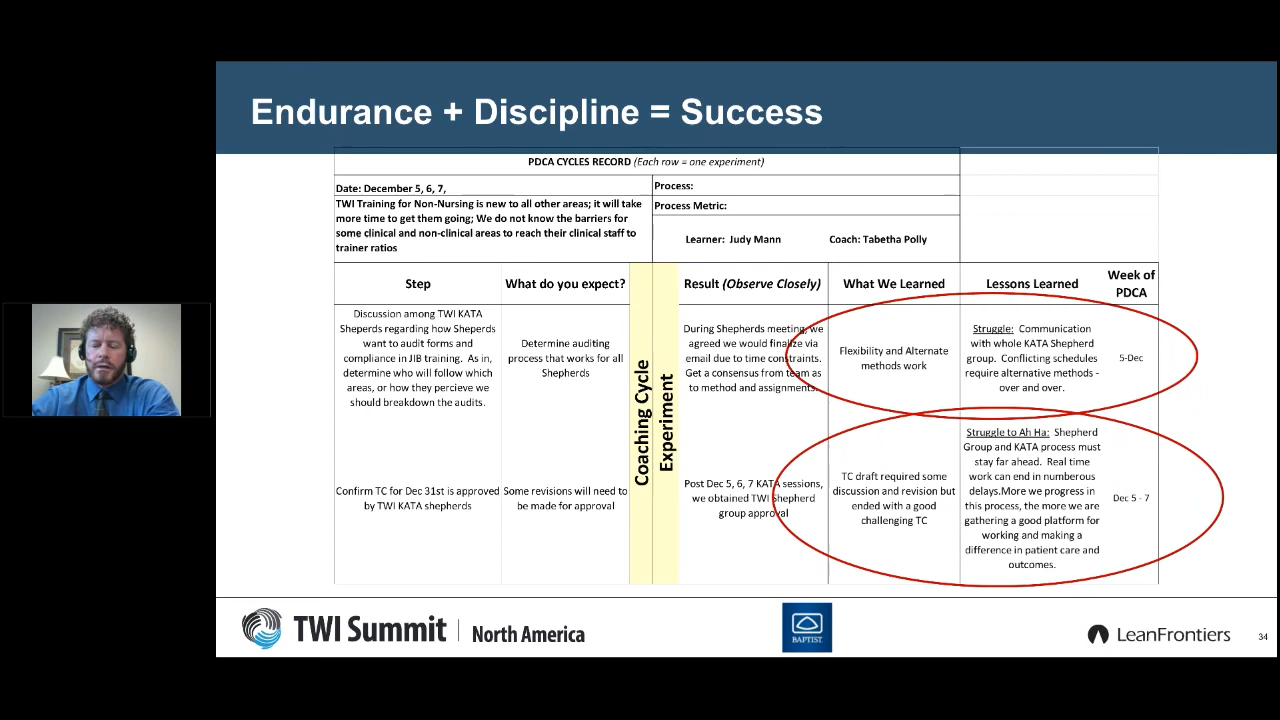 Endurance + Discipline = Success
PDCA CYCLES RECORD (Each row = one experiment)
Date: December 5, 6, 7,
Process:
TWI Training for Non-Nursing is new to all other areas; it will take
more time to get them going; We do not know the barriers for
some clinical and non-clinical areas to reach their clinical staff to
trainer ratios
Process Metric:
Learner: Judy Mann
Coach: Tabetha Polly
Step
What do you expect?
Coaching Cycle
Experiment
Result (Observe Closely)
What We Learned
Lessons Learned
Week of
PDCA
Discussion among TWI KATA
Sheperds regarding how Sheperds
want to audit forms and
compliance in JIB training. As in,
determine who will follow which
areas, or how they percieve we
should breakdown the audits.
Determine auditing
process that works for all
Shepherds
During Shepherds meeting, we
agreed we would finalize via
email due to time constraints.
Get a consensus from team as
to method and assignments.
Flexibility and Alternate
methods work
Struggle: Communication
with whole KATA Shepherd
group. Conflicting schedules
require alternative methods -
over and over.
5-Dec
Confirm TC for Dec 31st is approved
by TWI KATA shepherds
Some revisions will need to
be made for approval
Post Dec 5, 6, 7 KATA sessions,
we obtained TWI Shepherd
group approval
TC draft required some
discussion and revision but
ended with a good
challenging TC
Struggle to Ah Ha: Shepherd
Group and KATA process must
stay far ahead. Real time
work can end in numerous
delays.More we progress in
this process, the more we are
gathering a good platform for
working and making a
difference in patient care and
outcomes.
Dec 5 - 7
TWI Summit | North America
BAPTIST
LeanFrontiers
34